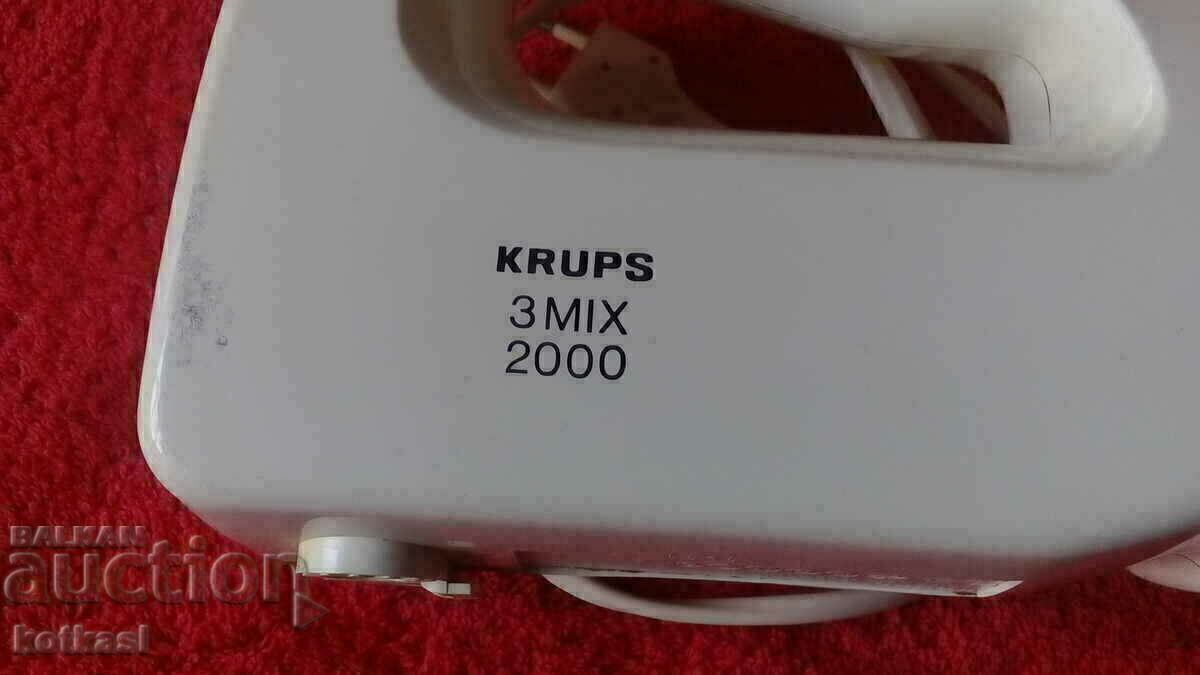 KRUPS
3 MIX
2000
BALKAN
auction
kotkasl